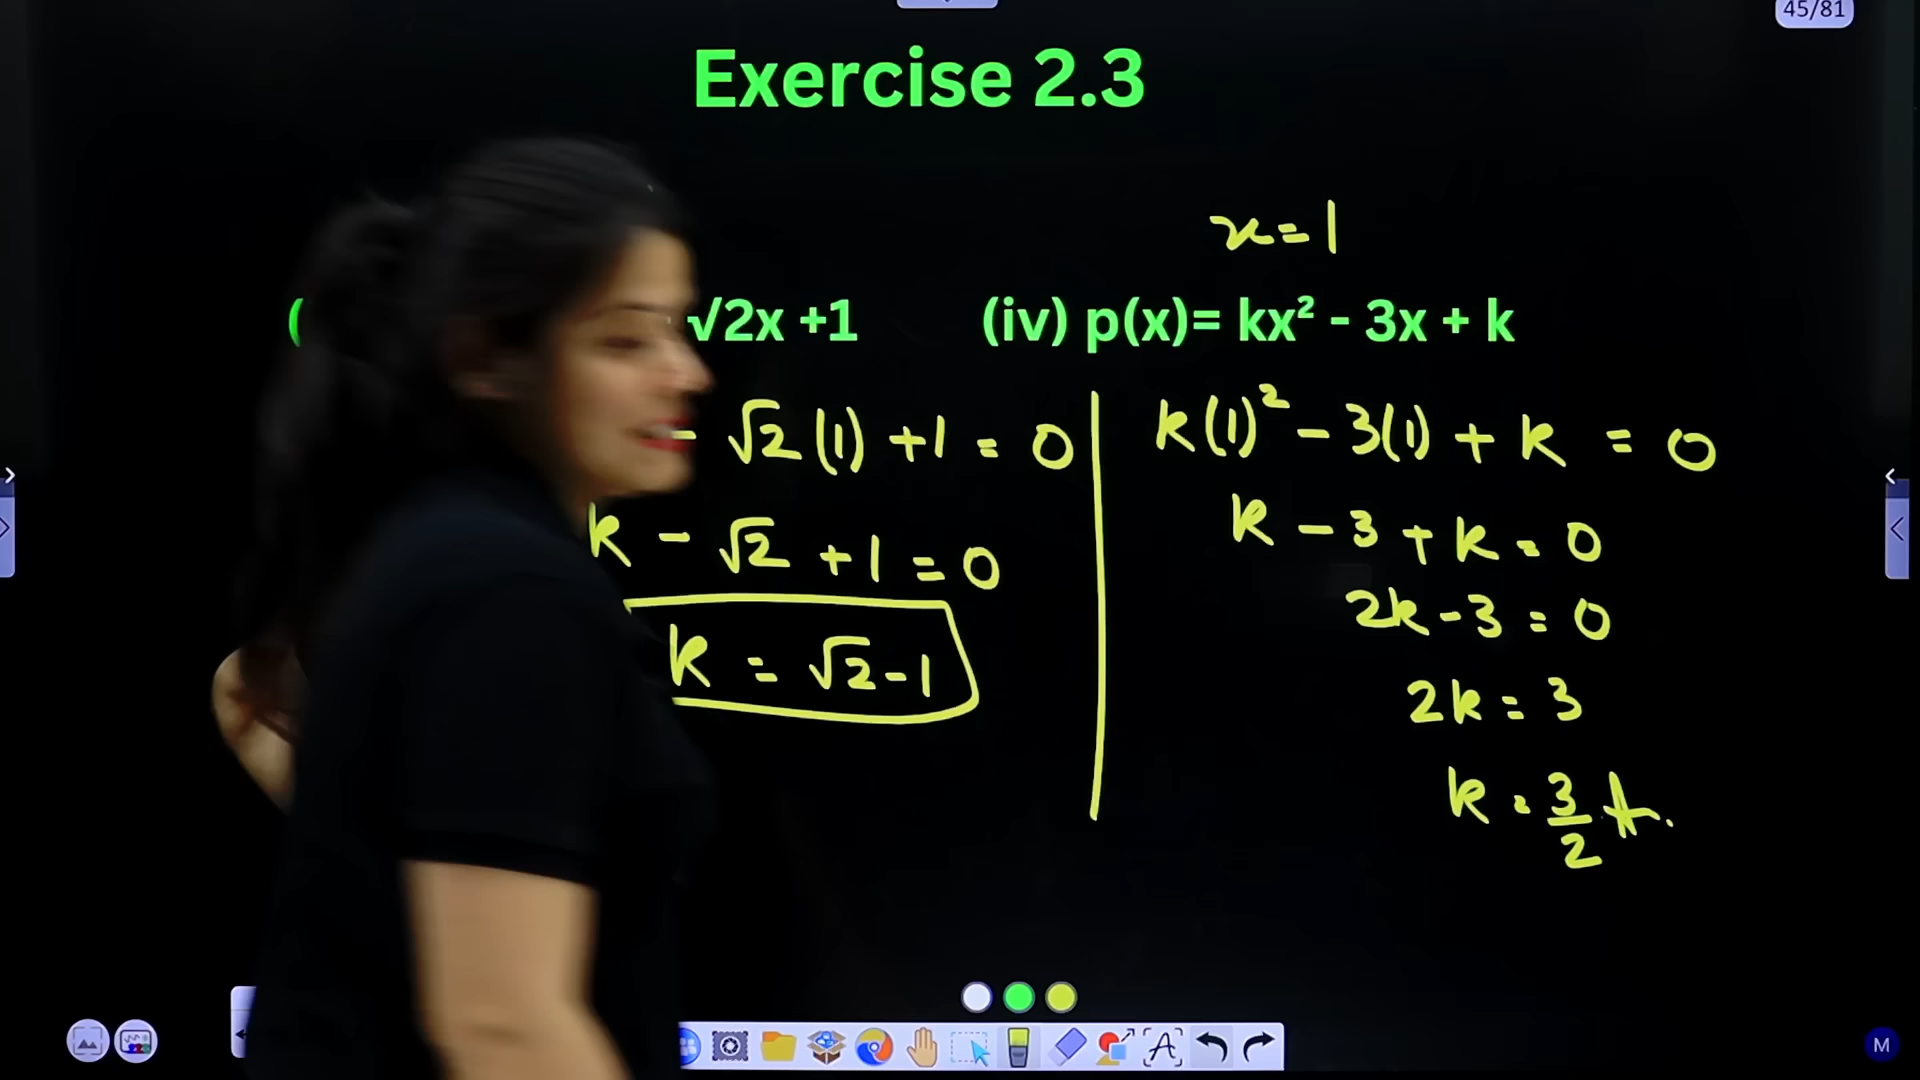 45/81
Exercise 2.3
x=1
( √2x +1
(iv) p(x)= kx² - 3x + k
- √2 (1) +1 = 0
k - √2 +1 = 0
k = √2-1
k(1)² - 3(1) + k = 0
k - 3 + k = 0
2k-3 = 0
2k = 3
k = 3/2
M